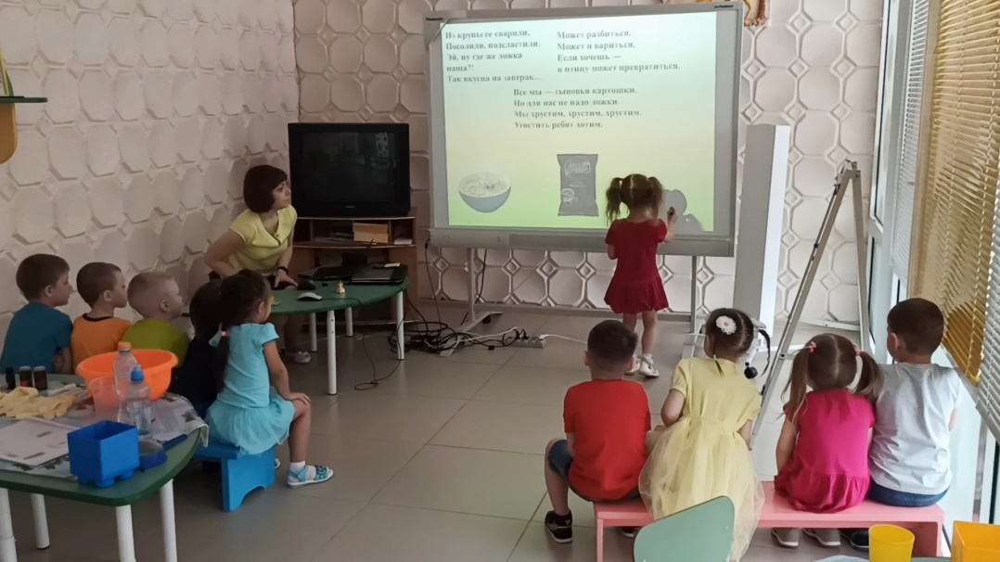 Из крупы ее сварили,
Посолили, подсластили.
Эй, ну где же ложка
наша?!
Так вкусна на завтрак...
Может разбиться,
Может и вариться,
Если хочешь —
в птицу может превратиться.
Все мы — сыновья картошки.
Но для нас не надо ложки.
Мы хрустим, хрустим, хрустим.
Угостить ребят хотим.